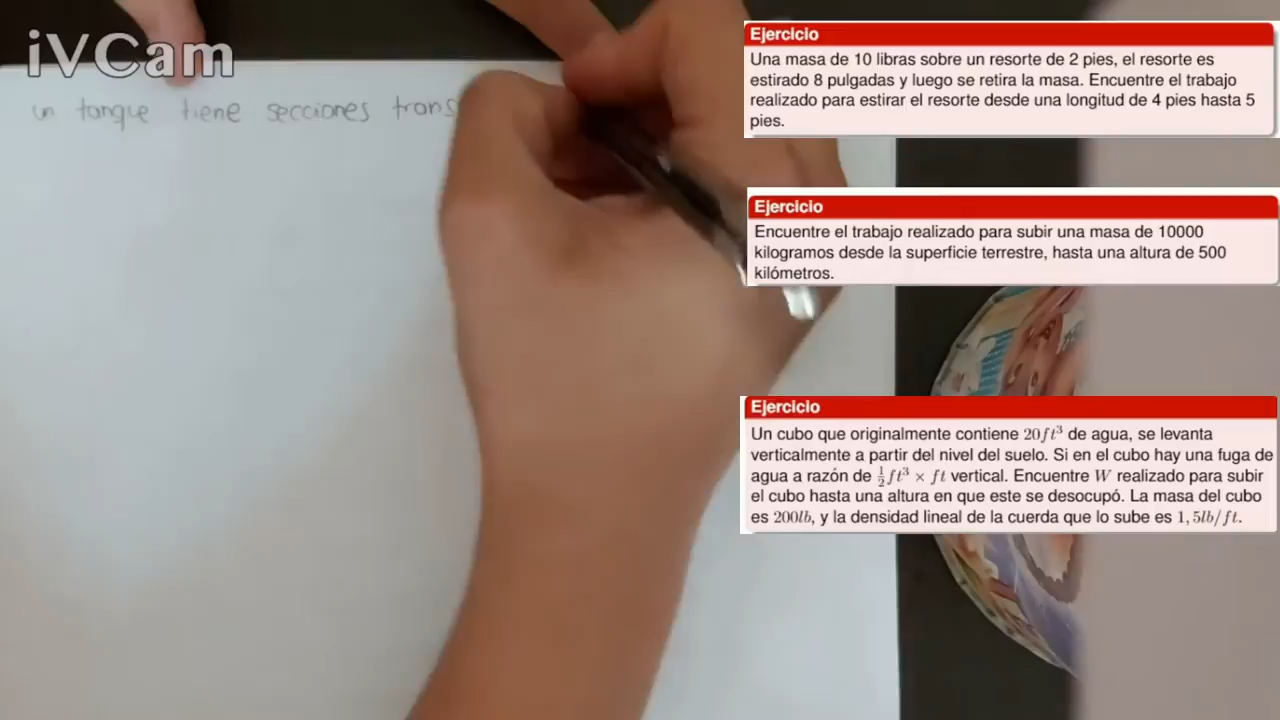 iVCam
un tanque tiene secciones trans
Ejercicio
Una masa de 10 libras sobre un resorte de 2 pies, el resorte es
estirado 8 pulgadas y luego se retira la masa. Encuentre el trabajo
realizado para estirar el resorte desde una longitud de 4 pies hasta 5
pies.
Ejercicio
Encuentre el trabajo realizado para subir una masa de 10000
kilogramos desde la superficie terrestre, hasta una altura de 500
kilómetros.
Ejercicio
Un cubo que originalmente contiene 20ft³ de agua, se levanta
verticalmente a partir del nivel del suelo. Si en el cubo hay una fuga de
agua a razón de ½ft³ × ft vertical. Encuentre W realizado para subir
el cubo hasta una altura en que este se desocupó. La masa del cubo
es 200lb, y la densidad lineal de la cuerda que lo sube es 1,5lb/ft.